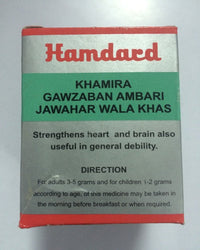 Hamdard
KHAMIRA
GAWZABAN AMBARI
JAWAHAR WALA KHAS
Strengthens heart and brain also
useful in general debility.
DIRECTION
For adults 3-5 grams and for children 1-2 grams
according to age, of this medicine may be taken in
the morning before breakfast or when required.